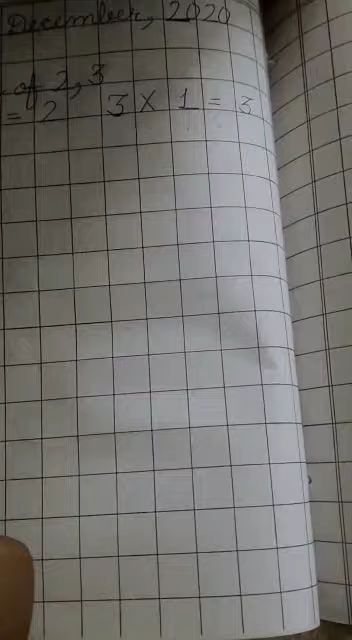 December, 2020
of 2, 3
= 2 3 × 1 = 3